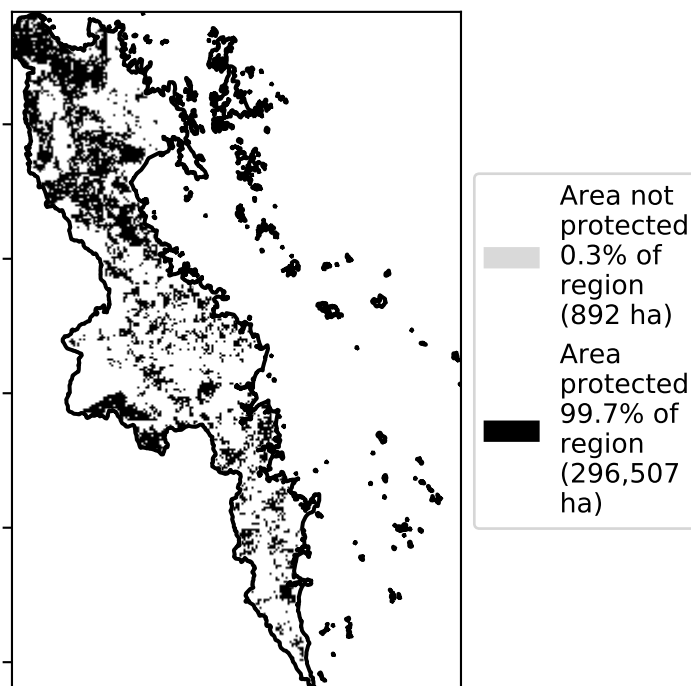 Area not
protected
0.3% of
region
(892 ha)
Area
protected
99.7% of
region
(296,507
ha)